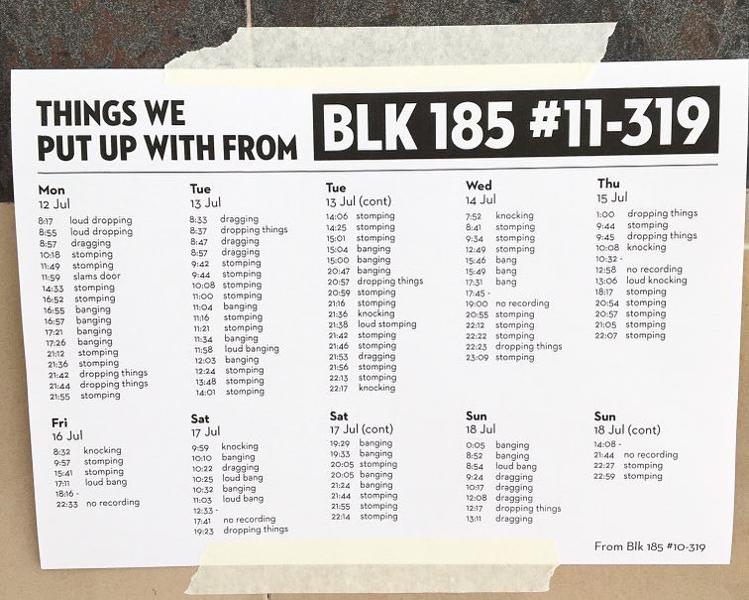 THINGS WE
PUT UP WITH FROM
BLK 185 #11-319
Mon
12 Jul
8:17 loud dropping
8:55 loud dropping
8:57 dragging
10:18 stomping
11:49 stomping
11:59 slams door
14:33 stomping
16:52 stomping
16:55 banging
16:57 banging
17:21 banging
17:26 banging
21:12 stomping
21:36 stomping
21:42 dropping things
21:44 dropping things
21:55 stomping
Tue
13 Jul
8:33 dragging
8:37 dropping things
8:47 dragging
8:57 dragging
9:42 stomping
9:44 stomping
10:08 stomping
11:00 stomping
11:04 banging
11:16 stomping
11:21 stomping
11:34 banging
11:58 loud banging
12:03 banging
12:24 stomping
13:48 stomping
14:01 stomping
Tue
13 Jul (cont)
14:06 stomping
14:25 stomping
15:01 stomping
15:04 banging
15:00 banging
20:47 banging
20:57 dropping things
20:59 stomping
21:16 stomping
21:36 knocking
21:38 loud stomping
21:42 stomping
21:46 stomping
21:53 dragging
21:56 stomping
22:13 stomping
22:17 knocking
Wed
14 Jul
7:52 knocking
8:41 stomping
9:34 stomping
12:49 stomping
15:46 bang
15:49 bang
17:31 bang
17:45 -
19:00 no recording
20:55 stomping
22:12 stomping
22:22 stomping
22:23 dropping things
23:09 stomping
Thu
15 Jul
1:00 dropping things
9:44 stomping
9:45 dropping things
10:08 knocking
10:32 -
12:58 no recording
13:06 loud knocking
18:17 stomping
20:54 stomping
20:57 stomping
21:05 stomping
22:07 stomping
Fri
16 Jul
8:32 knocking
9:57 stomping
15:41 stomping
17:11 loud bang
18:16 -
22:33 no recording
Sat
17 Jul
9:59 knocking
10:10 banging
10:22 dragging
10:25 loud bang
10:32 banging
11:03 loud bang
12:33 -
17:41 no recording
19:23 dropping things
Sat
17 Jul (cont)
19:29 banging
19:33 banging
20:05 stomping
20:05 banging
21:24 banging
21:44 stomping
21:55 stomping
22:14 stomping
Sun
18 Jul
0:05 banging
8:52 banging
8:54 loud bang
9:24 dragging
10:17 dragging
12:08 dragging
12:17 dropping things
13:11 dragging
Sun
18 Jul (cont)
14:08 -
21:44 no recording
22:27 stomping
22:59 stomping
From Blk 185 #10-319